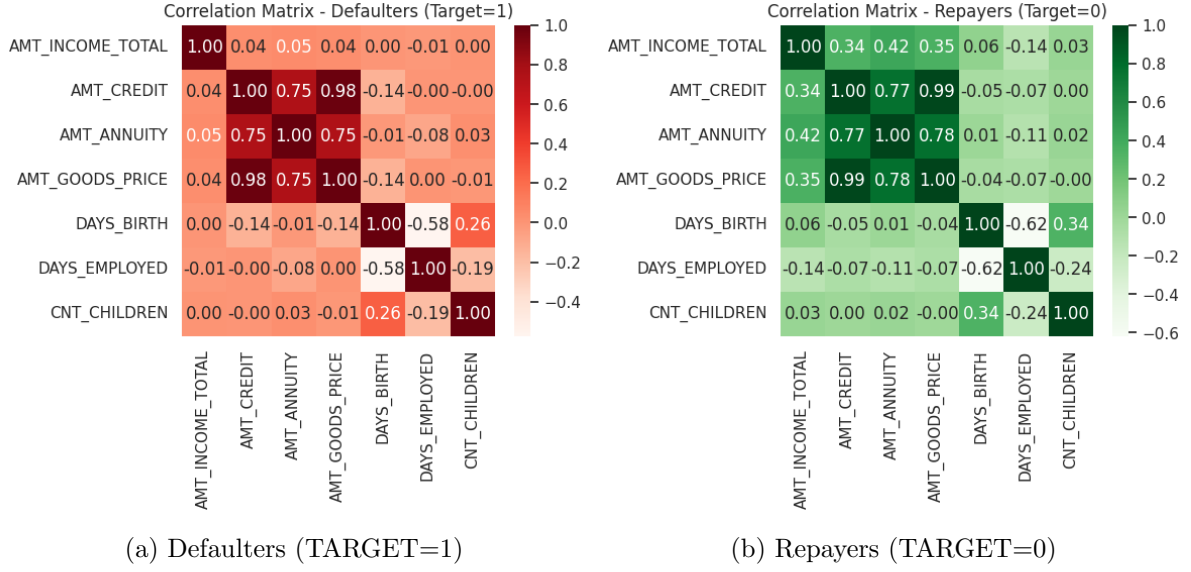 Correlation Matrix - Defaulters (Target=1)
AMT_INCOME_TOTAL 1.00 0.04 0.05 0.04 0.00 -0.01 0.00
AMT_CREDIT 0.04 1.00 0.75 0.98 -0.14 -0.00 -0.00
AMT_ANNUITY 0.05 0.75 1.00 0.75 -0.01 -0.08 0.03
AMT_GOODS_PRICE 0.04 0.98 0.75 1.00 -0.14 0.00 -0.01
DAYS_BIRTH 0.00 -0.14 -0.01 -0.14 1.00 -0.58 0.26
DAYS_EMPLOYED -0.01 -0.00 -0.08 0.00 -0.58 1.00 -0.19
CNT_CHILDREN 0.00 -0.00 0.03 -0.01 0.26 -0.19 1.00
AMT_INCOME_TOTAL
AMT_CREDIT
AMT_ANNUITY
AMT_GOODS_PRICE
DAYS_BIRTH
DAYS_EMPLOYED
CNT_CHILDREN
1.0
0.8
0.6
0.4
0.2
0.0
−0.2
−0.4
(a) Defaulters (TARGET=1)
Correlation Matrix - Repayers (Target=0)
AMT_INCOME_TOTAL 1.00 0.34 0.42 0.35 0.06 -0.14 0.03
AMT_CREDIT 0.34 1.00 0.77 0.99 -0.05 -0.07 0.00
AMT_ANNUITY 0.42 0.77 1.00 0.78 0.01 -0.11 0.02
AMT_GOODS_PRICE 0.35 0.99 0.78 1.00 -0.04 -0.07 -0.00
DAYS_BIRTH 0.06 -0.05 0.01 -0.04 1.00 -0.62 0.34
DAYS_EMPLOYED -0.14 -0.07 -0.11 -0.07 -0.62 1.00 -0.24
CNT_CHILDREN 0.03 0.00 0.02 -0.00 0.34 -0.24 1.00
AMT_INCOME_TOTAL
AMT_CREDIT
AMT_ANNUITY
AMT_GOODS_PRICE
DAYS_BIRTH
DAYS_EMPLOYED
CNT_CHILDREN
1.0
0.8
0.6
0.4
0.2
0.0
−0.2
−0.4
−0.6
(b) Repayers (TARGET=0)